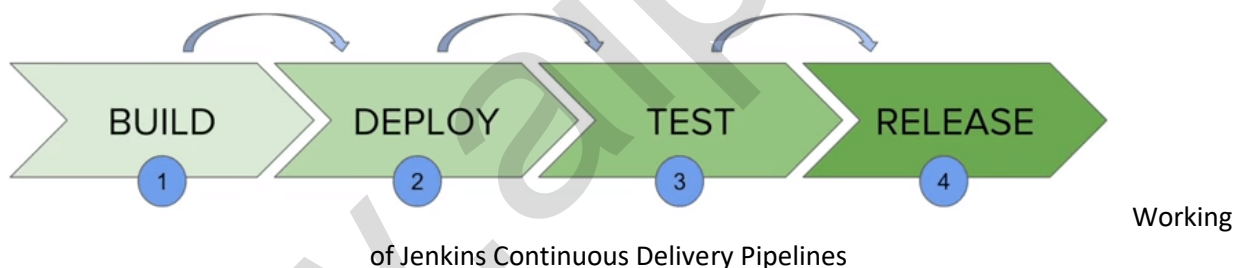 BUILD DEPLOY TEST RELEASE
1 2 3 4
Working
of Jenkins Continuous Delivery Pipelines